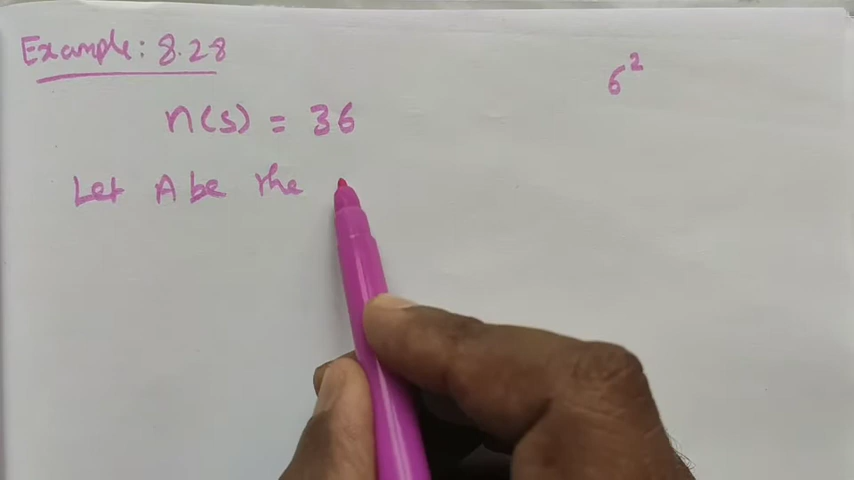 Example: 8.28
6²
n(s) = 36
Let A be the